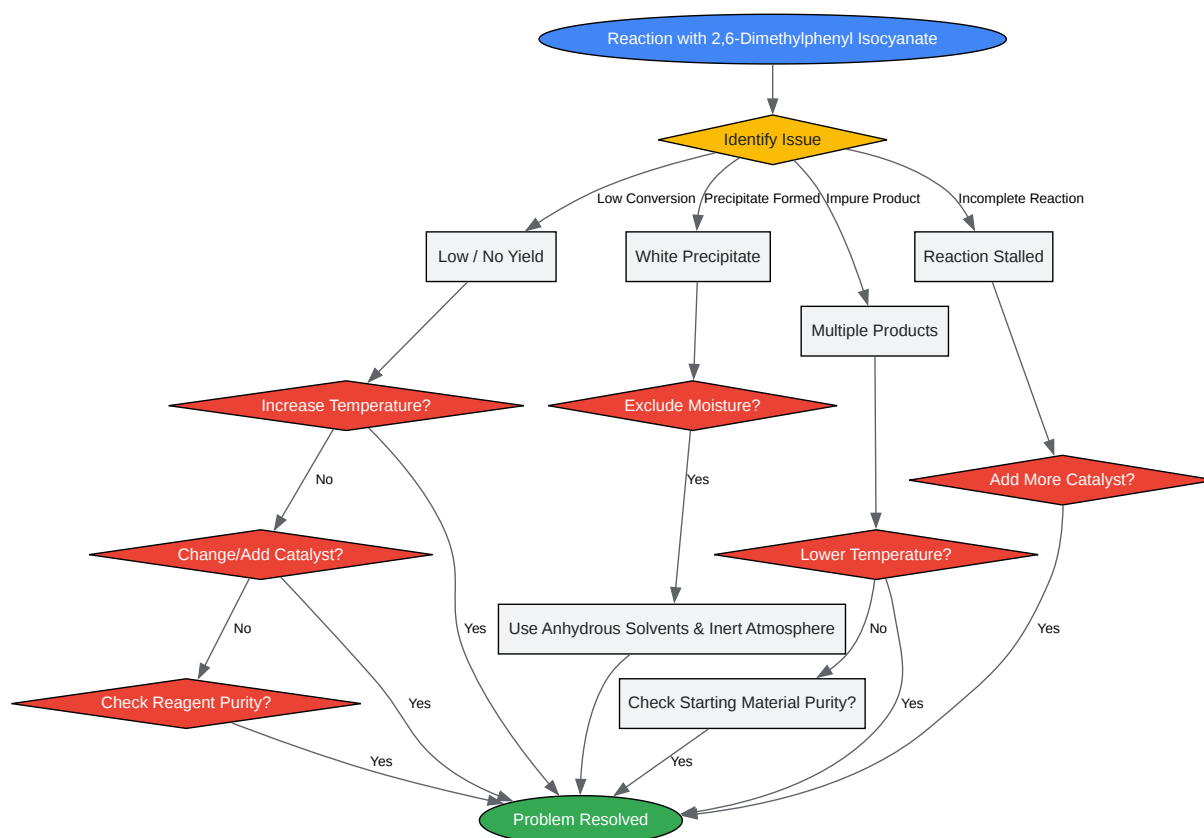 Reaction with 2,6-Dimethylphenyl Isocyanate
Identify Issue
Low Conversion
Precipitate Formed
Impure Product
Incomplete Reaction
Low / No Yield
White Precipitate
Reaction Stalled
Multiple Products
Increase Temperature?
Exclude Moisture?
Add More Catalyst?
No
Yes
Change/Add Catalyst?
Lower Temperature?
No
Yes
Use Anhydrous Solvents & Inert Atmosphere
No
Yes
Check Reagent Purity?
Yes
Check Starting Material Purity?
Yes
Yes
Yes
Problem Resolved